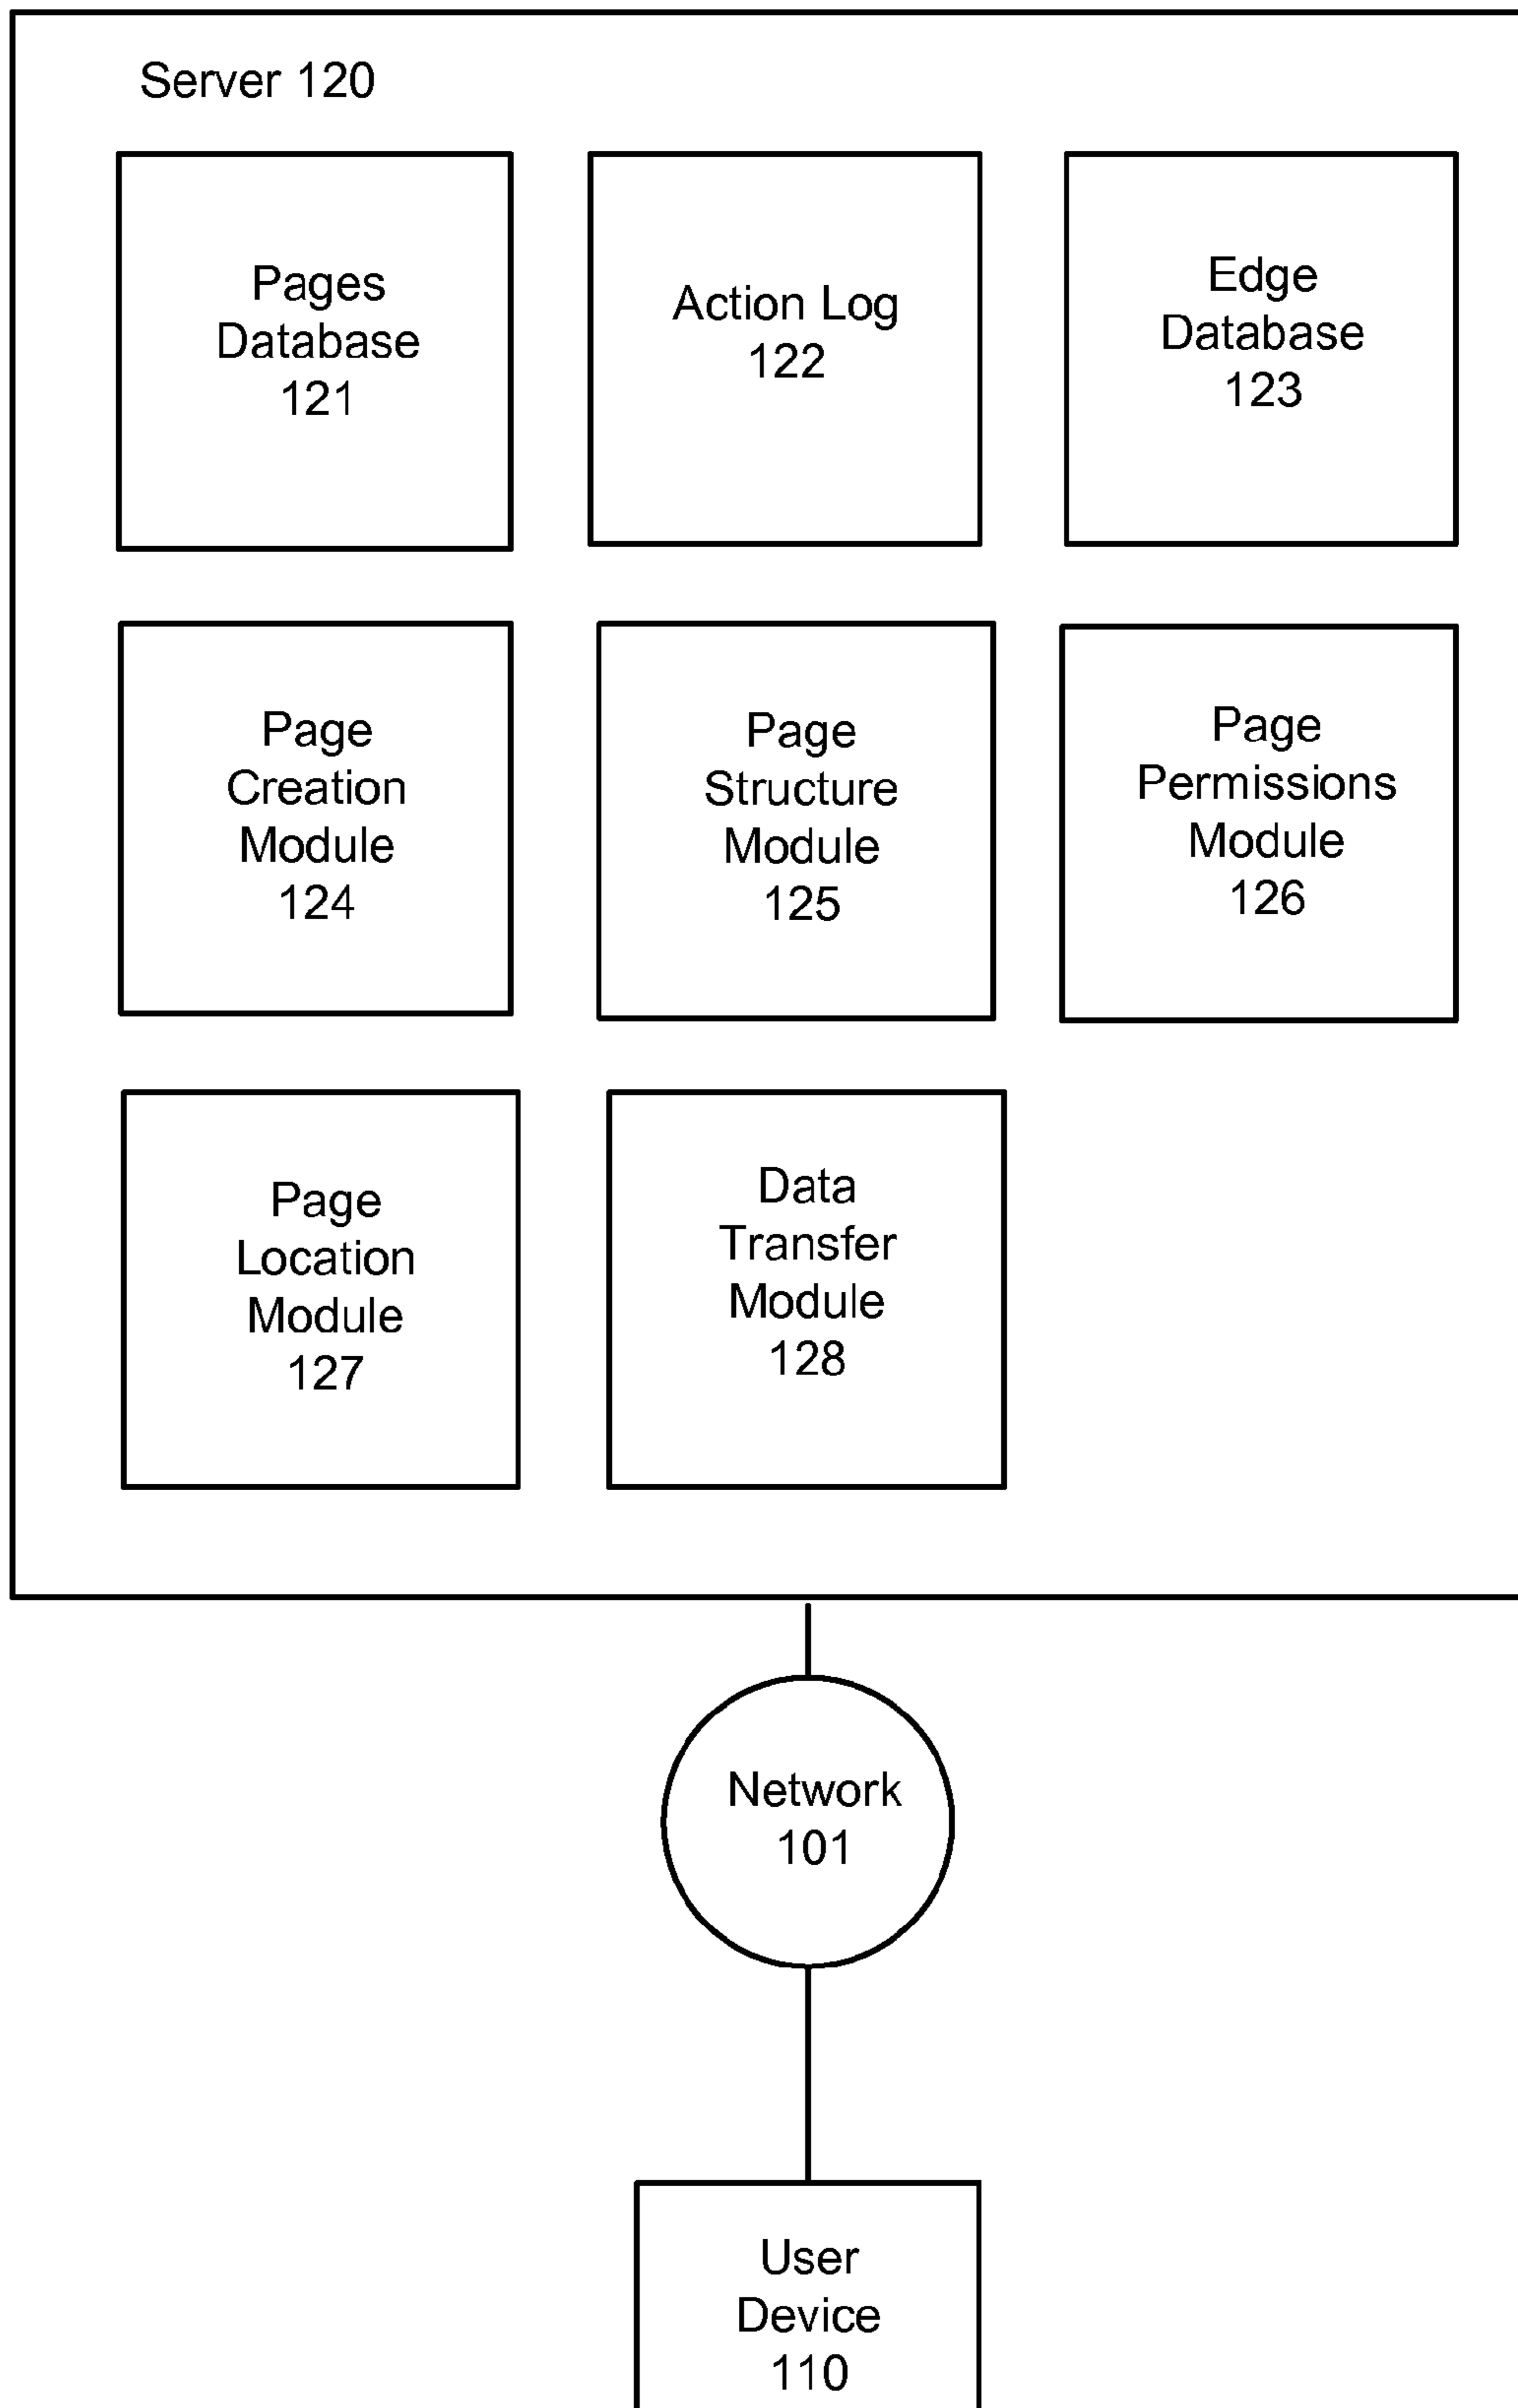 Server 120
Pages
Database
121
Action Log
122
Edge
Database
123
Page
Creation
Module
124
Page
Structure
Module
125
Page
Permissions
Module
126
Page
Location
Module
127
Data
Transfer
Module
128
Network
101
User
Device
110